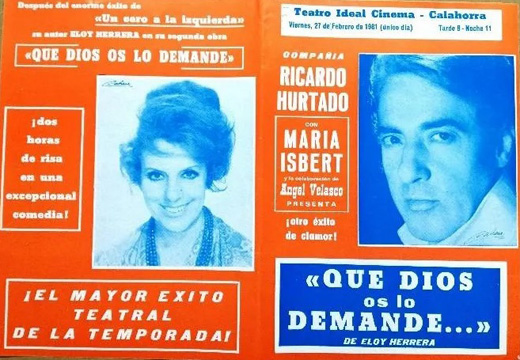 Después del enorme éxito de
«Un cero a la izquierda»
su autor ELOY HERRERA en su segunda obra
«QUE DIOS OS LO DEMANDE»
¡dos
horas
de risa
en una
excepcional
comedia!
¡EL MAYOR EXITO
TEATRAL
DE LA TEMPORADA!
Teatro Ideal Cinema - Calahorra
Viernes, 27 de Febrero de 1981 (único día) Tarde 8 - Noche 11
COMPAÑIA
RICARDO
HURTADO
CON
MARIA
ISBERT
y la colaboración de
Angel Velasco
PRESENTA
¡otro éxito
de clamor!
«QUE DIOS
os lo
DEMANDE...»
DE ELOY HERRERA